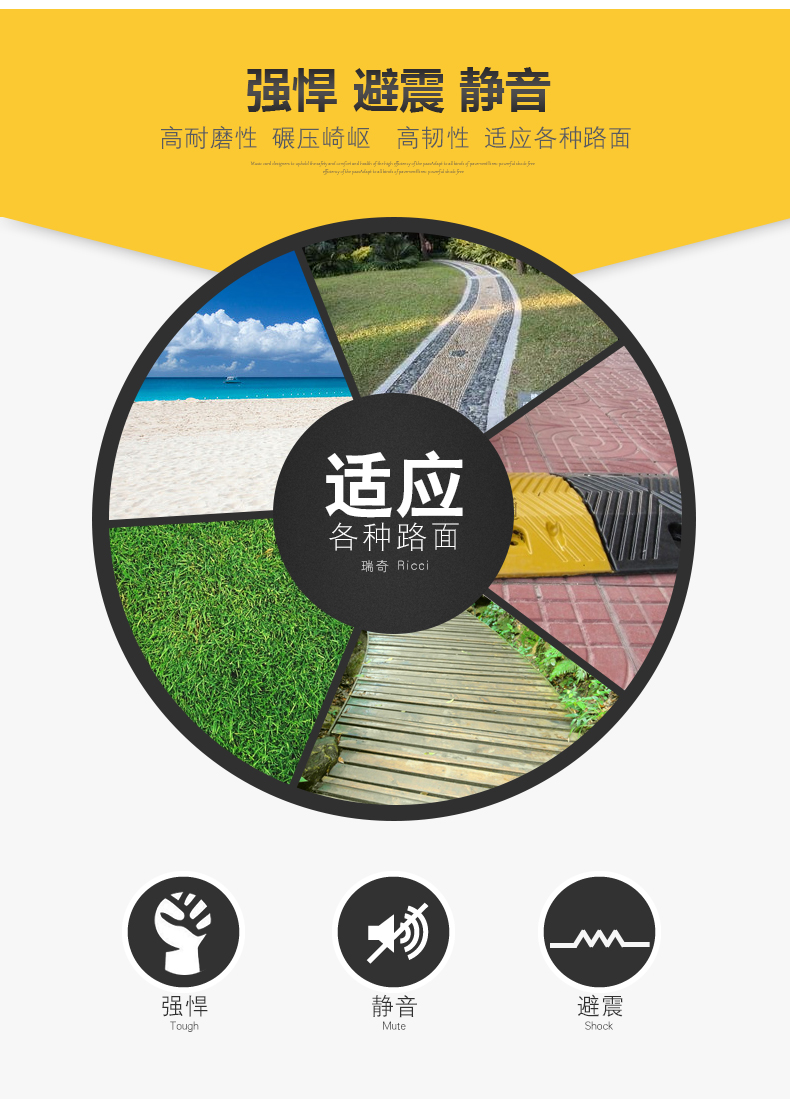 强悍 避震 静音
高耐磨性 碾压崎岖 高韧性 适应各种路面
适应
各种路面
瑞奇 Ricci
强悍
Tough
静音
Mute
避震
Shock